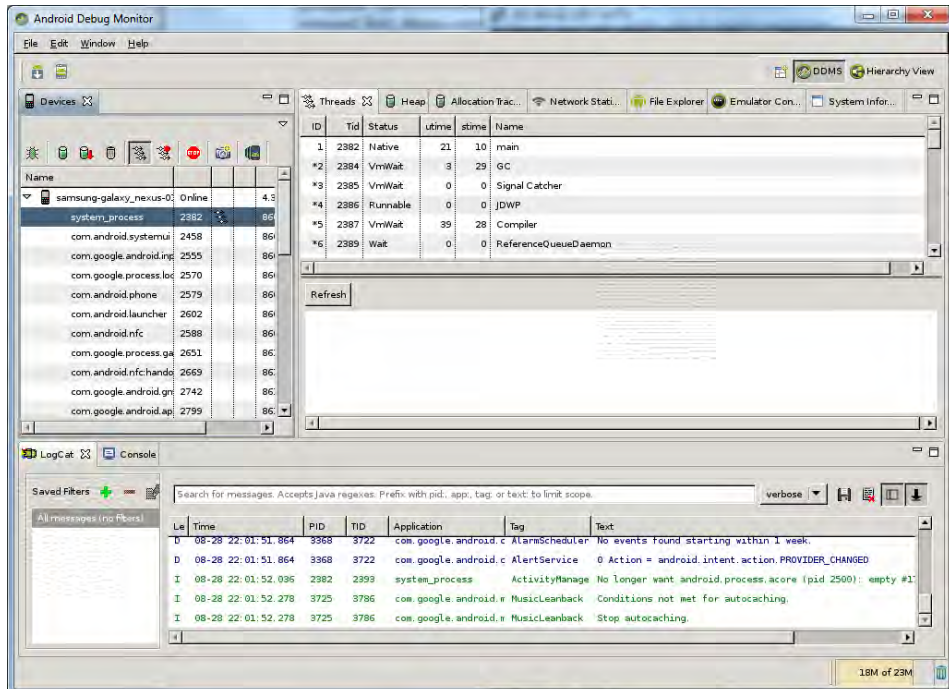 Android Debug Monitor
File Edit Window Help
DDMS Hierarchy View
Devices
Threads Heap Allocation Trac... Network Stati... File Explorer Emulator Con... System Infor...
Name
samsung-galaxy_nexus-0 Online 4.3
system_process 2382 86
com.android.systemui 2458 86
com.google.android.inp 2555 86
com.google.process.loc 2570 86
com.android.phone 2579 86
com.android.launcher 2602 86
com.android.nfc 2588 86
com.google.process.ga 2651 86
com.android.nfc:hando 2669 86
com.google.android.gm 2742 86
com.google.android.ap 2799 86
ID Tid Status utime stime Name
1 2382 Native 21 10 main
*2 2384 VmWait 3 29 GC
*3 2385 VmWait 0 0 Signal Catcher
*4 2386 Runnable 0 0 JDWP
*5 2387 VmWait 39 28 Compiler
*6 2389 Wait 0 0 ReferenceQueueDaemon
Refresh
LogCat Console
Saved Filters
All messages (no filters)
Search for messages. Accepts Java regexes. Prefix with pid:, app:, tag: or text: to limit scope.
verbose
Le Time PID TID Application Tag Text
D 08-28 22:01:51.864 3368 3722 com.google.android.c AlarmScheduler No events found starting within 1 week.
D 08-28 22:01:51.864 3368 3722 com.google.android.c AlertService 0 Action = android.intent.action.PROVIDER_CHANGED
I 08-28 22:01:52.036 2382 2393 system_process ActivityManage No longer want android.process.acore (pid 2500): empty #17
I 08-28 22:01:52.278 3725 3786 com.google.android.m MusicLeanback Conditions not met for autocaching.
I 08-28 22:01:52.278 3725 3786 com.google.android.m MusicLeanback Stop autocaching.
18M of 23M